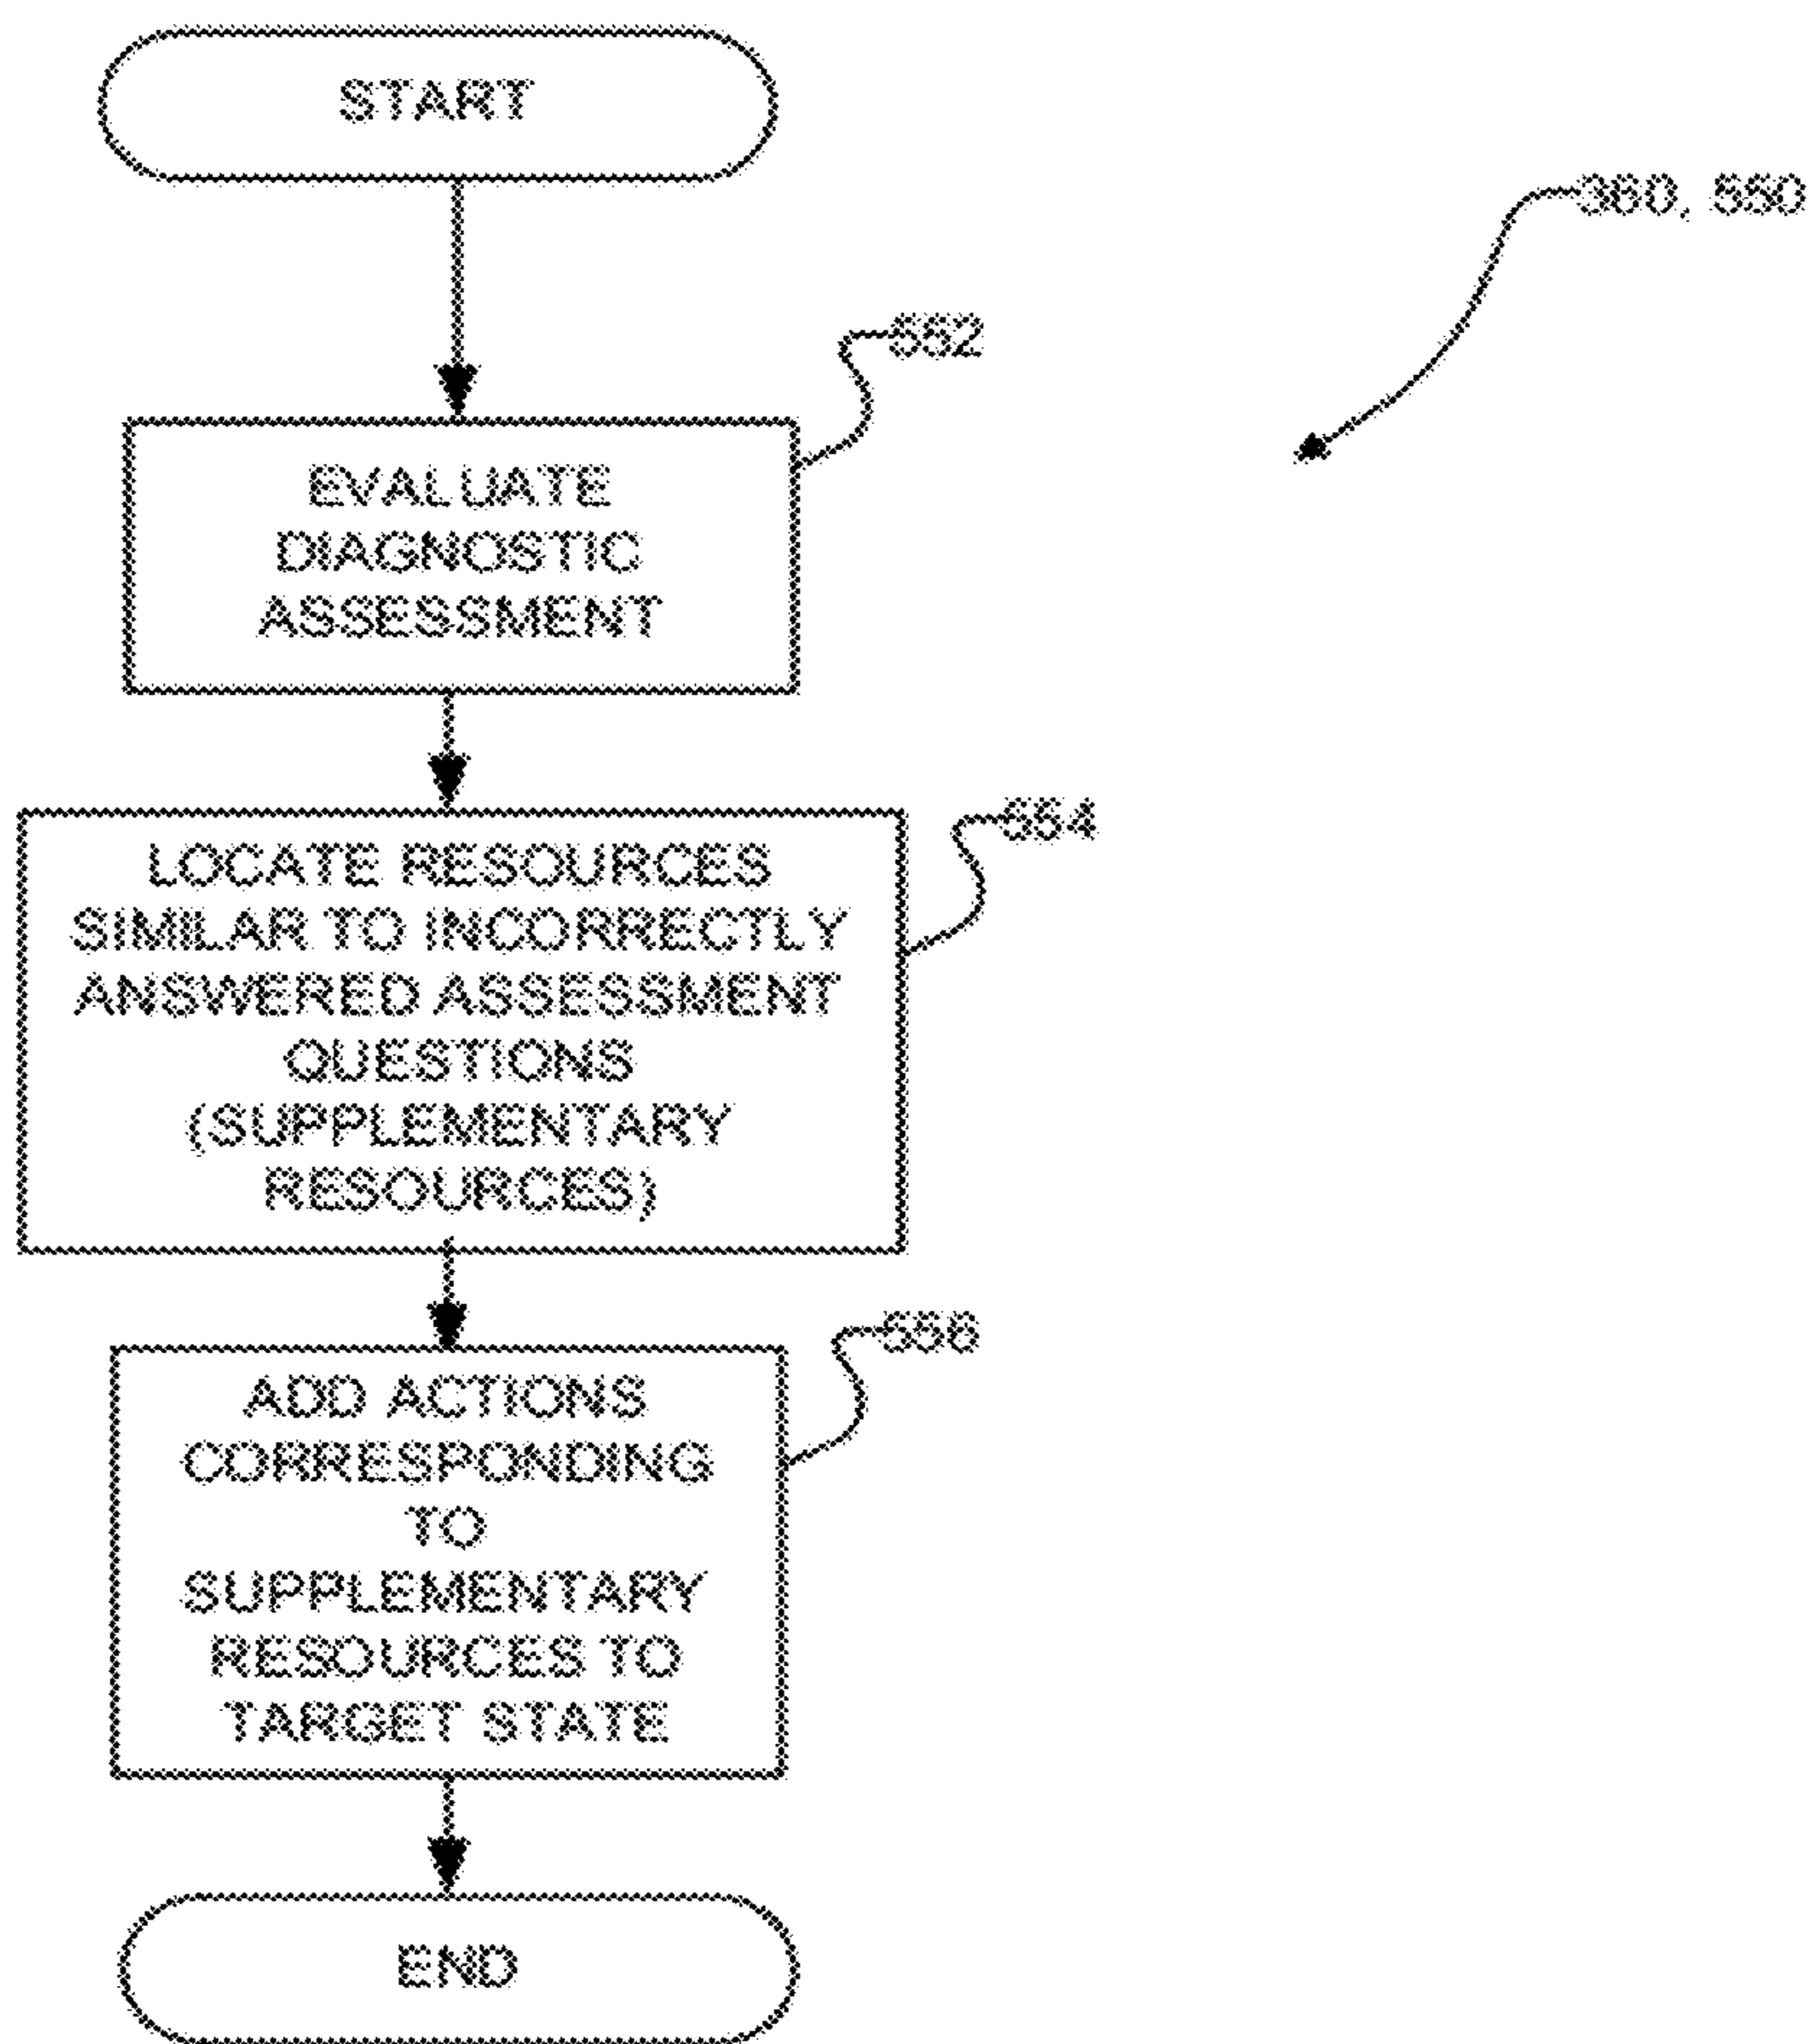 START
360, 550
552
EVALUATE
DIAGNOSTIC
ASSESSMENT
554
LOCATE RESOURCES
SIMILAR TO INCORRECTLY
ANSWERED ASSESSMENT
QUESTIONS
(SUPPLEMENTARY
RESOURCES)
556
ADD ACTIONS
CORRESPONDING
TO
SUPPLEMENTARY
RESOURCES TO
TARGET STATE
END